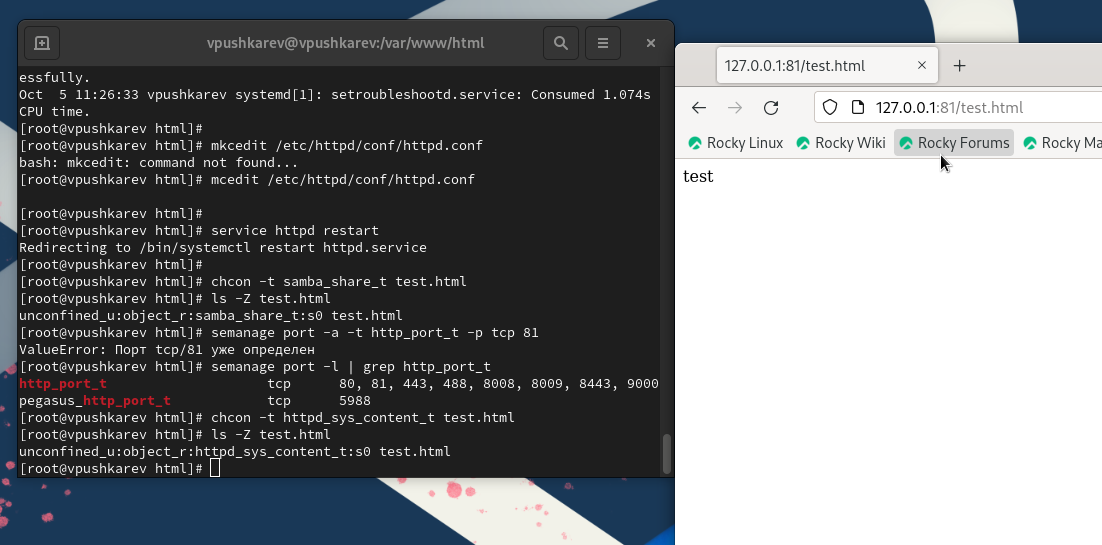 vpushkarev@vpushkarev:/var/www/html
essfully.
Oct  5 11:26:33 vpushkarev systemd[1]: setroubleshootd.service: Consumed 1.074s
CPU time.
[root@vpushkarev html]#
[root@vpushkarev html]# mkcedit /etc/httpd/conf/httpd.conf
bash: mkcedit: command not found...
[root@vpushkarev html]# mcedit /etc/httpd/conf/httpd.conf
[root@vpushkarev html]#
[root@vpushkarev html]# service httpd restart
Redirecting to /bin/systemctl restart httpd.service
[root@vpushkarev html]#
[root@vpushkarev html]# chcon -t samba_share_t test.html
[root@vpushkarev html]# ls -Z test.html
unconfined_u:object_r:samba_share_t:s0 test.html
[root@vpushkarev html]# semanage port -a -t http_port_t -p tcp 81
ValueError: Порт tcp/81 уже определен
[root@vpushkarev html]# semanage port -l | grep http_port_t
http_port_t                    tcp      80, 81, 443, 488, 8008, 8009, 8443, 9000
pegasus_http_port_t            tcp      5988
[root@vpushkarev html]# chcon -t httpd_sys_content_t test.html
[root@vpushkarev html]# ls -Z test.html
unconfined_u:object_r:httpd_sys_content_t:s0 test.html
[root@vpushkarev html]#
127.0.0.1:81/test.html
127.0.0.1:81/test.html
Rocky Linux Rocky Wiki Rocky Forums Rocky Ma
test